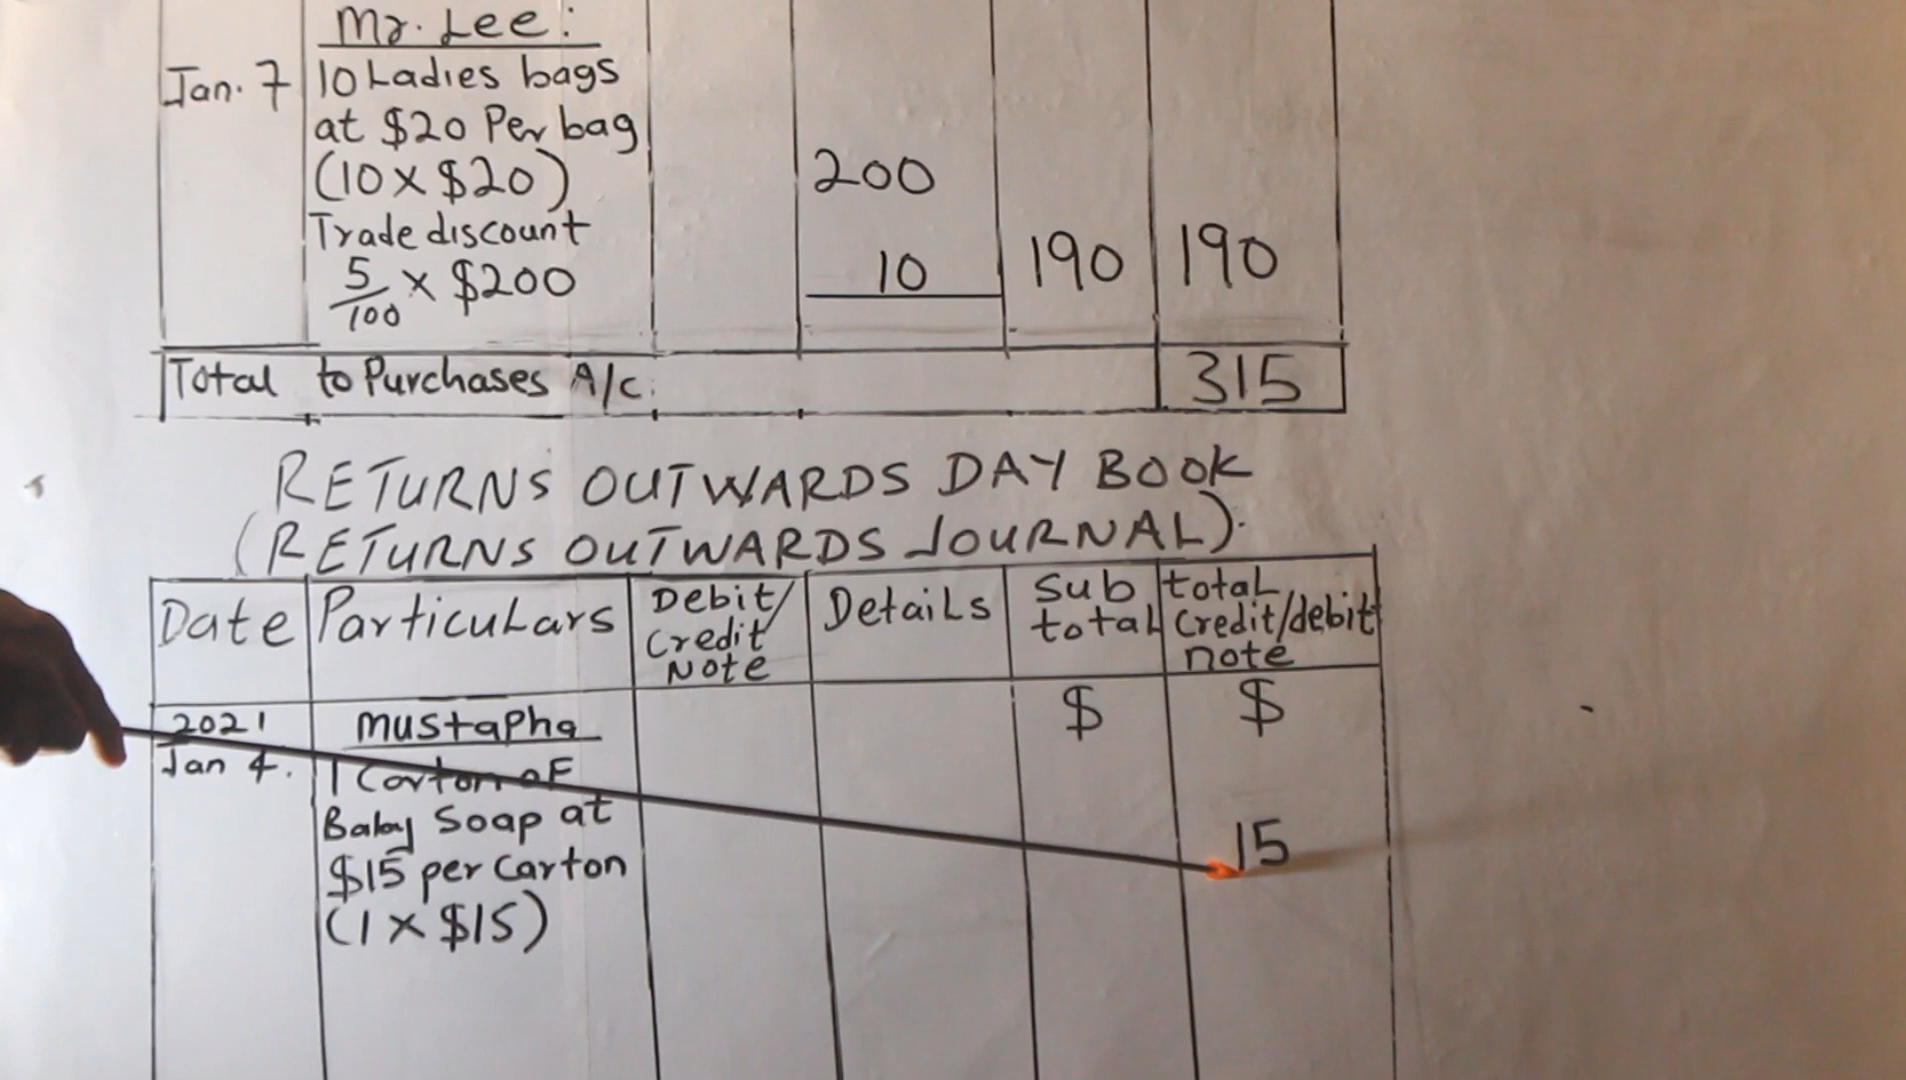 Mr. Lee:
Jan. 7 10 Ladies bags
at $20 Per bag
(10 x $20) 200
Trade discount
5/100 x $200 10 190 190
Total to Purchases A/c. 315
RETURNS OUTWARDS DAY BOOK
(RETURNS OUTWARDS JOURNAL).
Date Particulars Debit/ Credit Note Details Sub total total credit/debit note
2021 Mustapha $ $
Jan 4. 1 Carton of
Baby Soap at 15
$15 per Carton
(1 x $15)